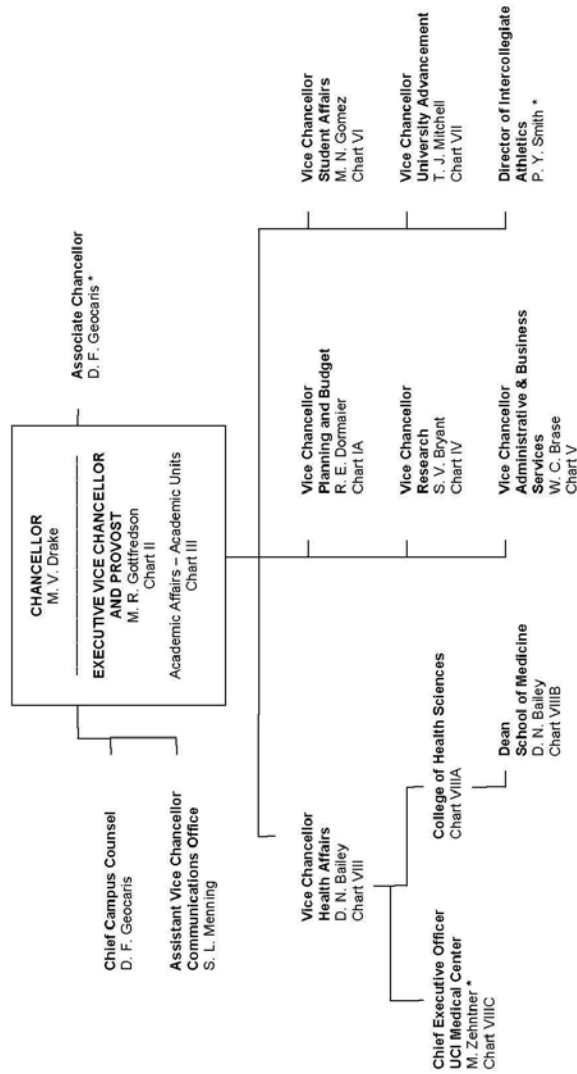 CHANCELLOR
M. V. Drake
EXECUTIVE VICE CHANCELLOR
AND PROVOST
M. R. Gottfredson
Chart II
Academic Affairs – Academic Units
Chart III
Associate Chancellor
D. F. Geocaris *
Chief Campus Counsel
D. F. Geocaris
Assistant Vice Chancellor
Communications Office
S. L. Menning
Vice Chancellor
Health Affairs
D. N. Bailey
Chart VIII
Chief Executive Officer
UCI Medical Center
M. Zehntner *
Chart VIIIC
College of Health Sciences
Chart VIIIA
Dean
School of Medicine
D. N. Bailey
Chart VIIIB
Vice Chancellor
Planning and Budget
R. E. Dormaier
Chart IA
Vice Chancellor
Research
S. V. Bryant
Chart IV
Vice Chancellor
Administrative & Business
Services
W. C. Brase
Chart V
Vice Chancellor
Student Affairs
M. N. Gomez
Chart VI
Vice Chancellor
University Advancement
T. J. Mitchell
Chart VII
Director of Intercollegiate
Athletics
P. Y. Smith *